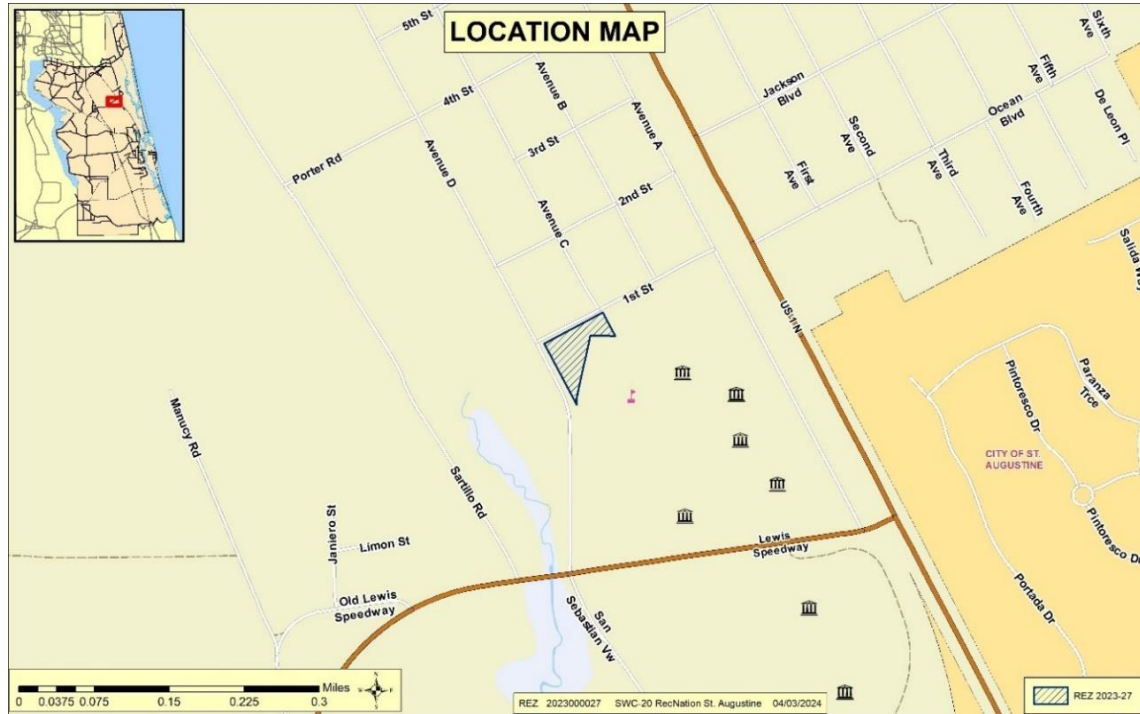 LOCATION MAP
5th St
4th St
Porter Rd
Avenue D
Avenue B
3rd St
Avenue A
2nd St
Avenue C
1st St
US 1 N
Jackson
Blvd
First
Ave
Second
Ave
Third
Ave
Fourth
Ave
Fifth
Ave
Sixth
Ave
Ocean
Blvd
De Leon Pl
Salida Way
Paranza
Trce
Pintoresco Dr
CITY OF ST.
AUGUSTINE
Pintoresco Dr
Portada Dr
Manucy Rd
Sartillo Rd
Janiero St
Limon St
Old Lewis
Speedway
Lewis
Speedway
San
Sebastian Vw
Miles
0 0.0375 0.075 0.15 0.225 0.3
REZ 2023000027 SWC-20 RecNation St. Augustine 04/03/2024
REZ 2023-27